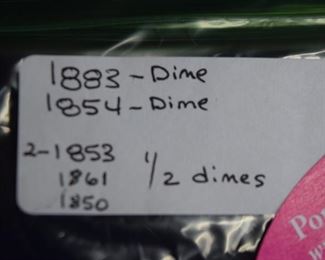 1883 - Dime
1854 - Dime
2-1853
1861 1/2 dimes
1850